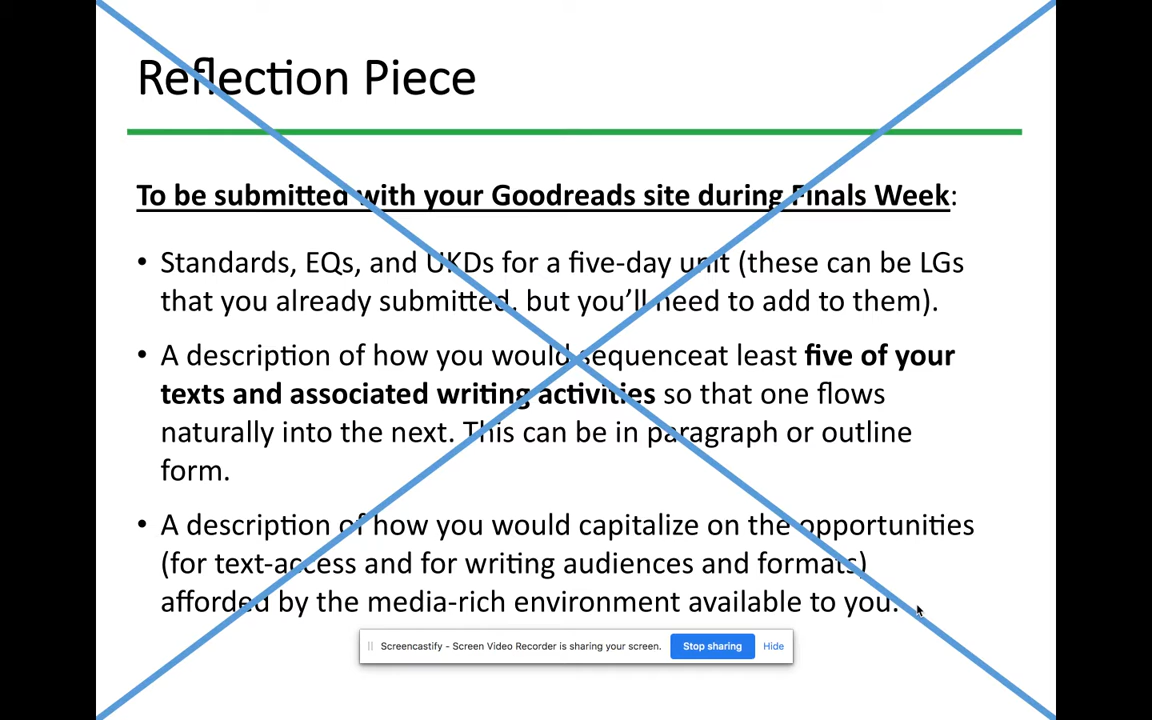 Reflection Piece
To be submitted with your Goodreads site during Finals Week:
• Standards, EQs, and UKDs for a five-day unit (these can be LGs
that you already submitted, but you'll need to add to them).
• A description of how you would sequenceat least five of your
texts and associated writing activities so that one flows
naturally into the next. This can be in paragraph or outline
form.
• A description of how you would capitalize on the opportunities
(for text-access and for writing audiences and formats)
afforded by the media-rich environment available to you.
Screencastify - Screen Video Recorder is sharing your screen. Stop sharing Hide